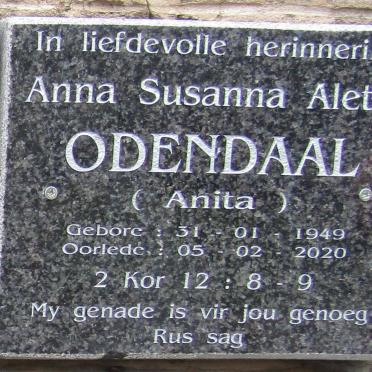 In liefdevolle herinneri
Anna Susanna Alet
ODENDAAL
( Anita )
Gebore : 31 - 01 - 1949
Oorlede : 05 - 02 - 2020
2 Kor 12 : 8 - 9
My genade is vir jou genoeg
Rus sag